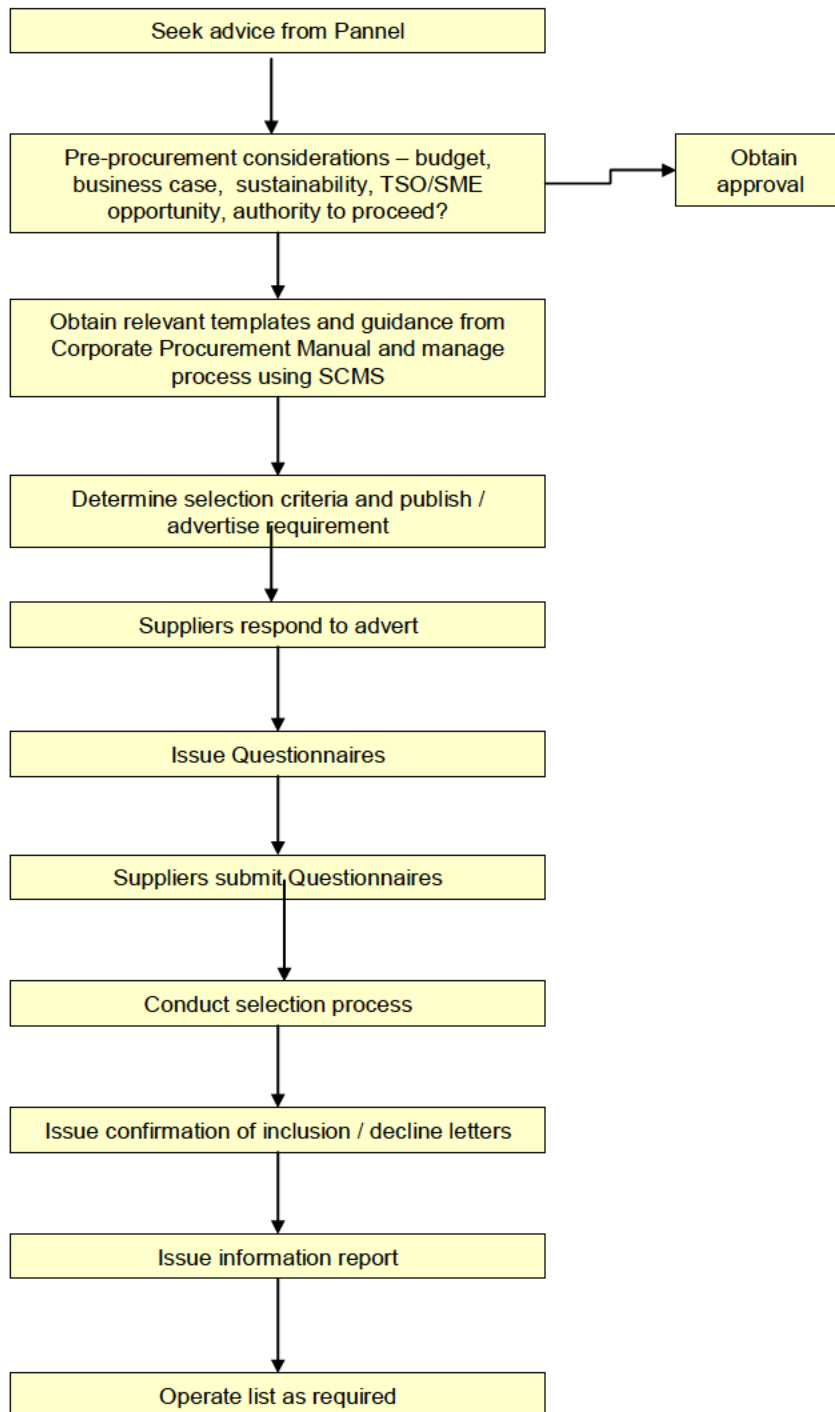 Seek advice from Pannel
Pre-procurement considerations – budget,
business case, sustainability, TSO/SME
opportunity, authority to proceed?
Obtain
approval
Obtain relevant templates and guidance from
Corporate Procurement Manual and manage
process using SCMS
Determine selection criteria and publish /
advertise requirement
Suppliers respond to advert
Issue Questionnaires
Suppliers submit Questionnaires
Conduct selection process
Issue confirmation of inclusion / decline letters
Issue information report
Operate list as required